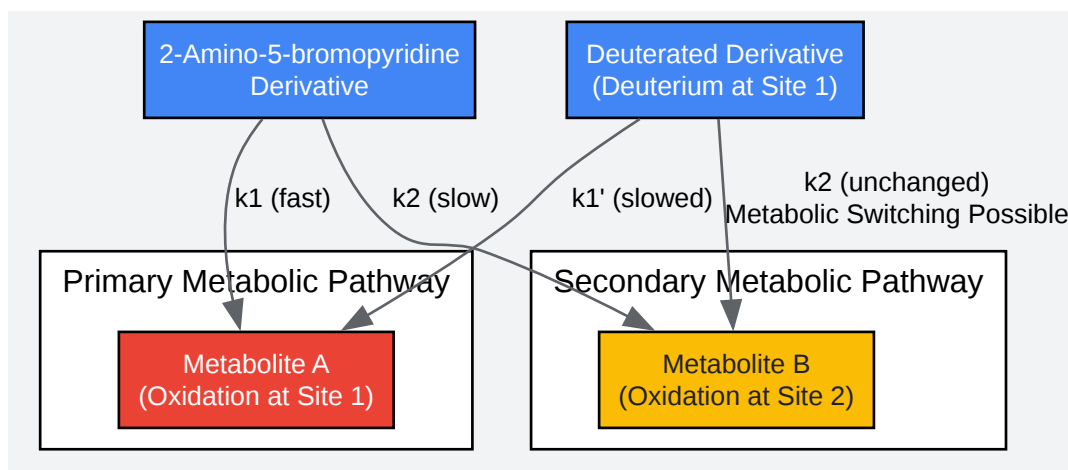 2-Amino-5-bromopyridine
Derivative
Deuterated Derivative
(Deuterium at Site 1)
k1 (fast)
k2 (slow)
k1' (slowed)
k2 (unchanged)
Metabolic Switching Possible
Primary Metabolic Pathway
Secondary Metabolic Pathway
Metabolite A
(Oxidation at Site 1)
Metabolite B
(Oxidation at Site 2)